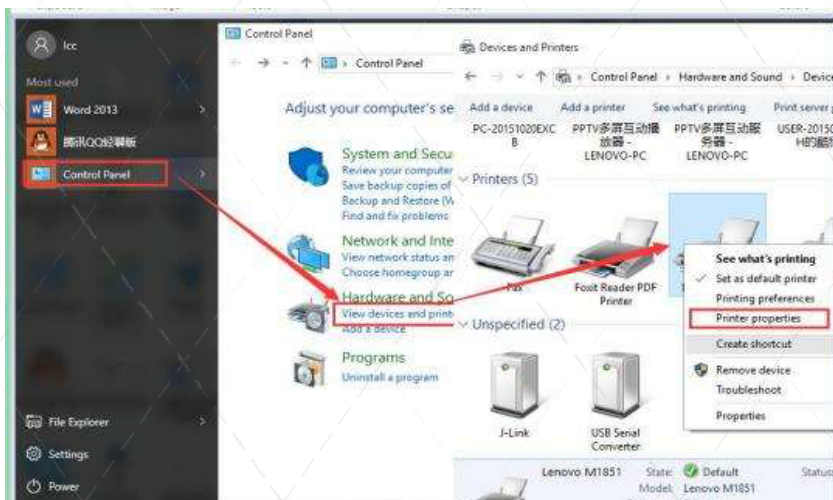 lcc
Most used
Word 2013
腾讯QQ轻聊版
Control Panel
File Explorer
Settings
Power
Control Panel
Control Panel
Adjust your computer's se
System and Secu
Review your computer
Save backup copies of
Backup and Restore (W
Find and fix problems
Network and Inte
View network status an
Choose homegroup ar
Hardware and So
View devices and print
Add a device
Programs
Uninstall a program
Devices and Printers
Control Panel › Hardware and Sound › Device
Add a device Add a printer See what's printing Print server p
PC-20151020EXC
B
PPTV多屏互动播
放器 -
LENOVO-PC
PPTV多屏互动服
务器 -
LENOVO-PC
USER-2015
Printers (5)
Fax
Foxit Reader PDF
Printer
See what's printing
Set as default printer
Printing preferences
Printer properties
Create shortcut
Remove device
Troubleshoot
Properties
Unspecified (2)
J-Link
USB Serial
Converter
Lenovo M1851 State: Default Status
Model: Lenovo M1851